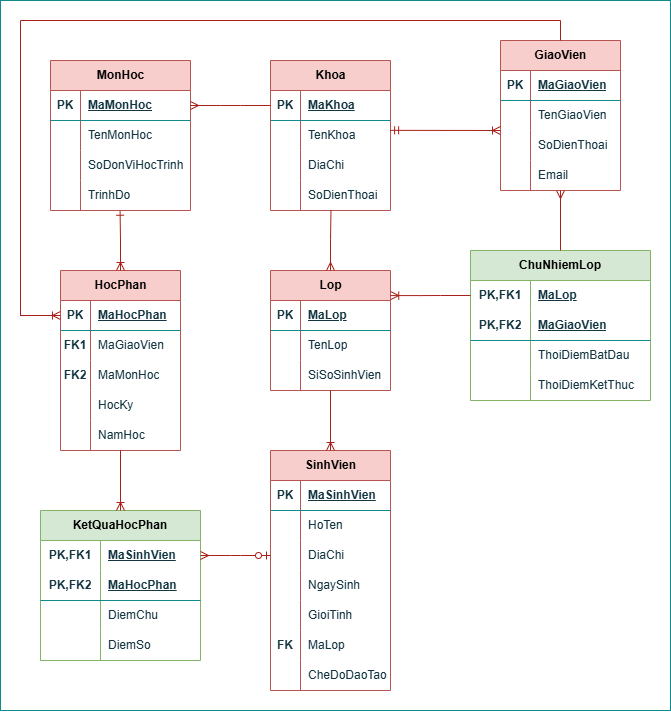 MonHoc
PK MaMonHoc
TenMonHoc
SoDonViHocTrinh
TrinhDo
Khoa
PK MaKhoa
TenKhoa
DiaChi
SoDienThoai
GiaoVien
PK MaGiaoVien
TenGiaoVien
SoDienThoai
Email
HocPhan
PK MaHocPhan
FK1 MaGiaoVien
FK2 MaMonHoc
HocKy
NamHoc
Lop
PK MaLop
TenLop
SiSoSinhVien
ChuNhiemLop
PK,FK1 MaLop
PK,FK2 MaGiaoVien
ThoiDiemBatDau
ThoiDiemKetThuc
KetQuaHocPhan
PK,FK1 MaSinhVien
PK,FK2 MaHocPhan
DiemChu
DiemSo
SinhVien
PK MaSinhVien
HoTen
DiaChi
NgaySinh
GioiTinh
FK MaLop
CheDoDaoTao